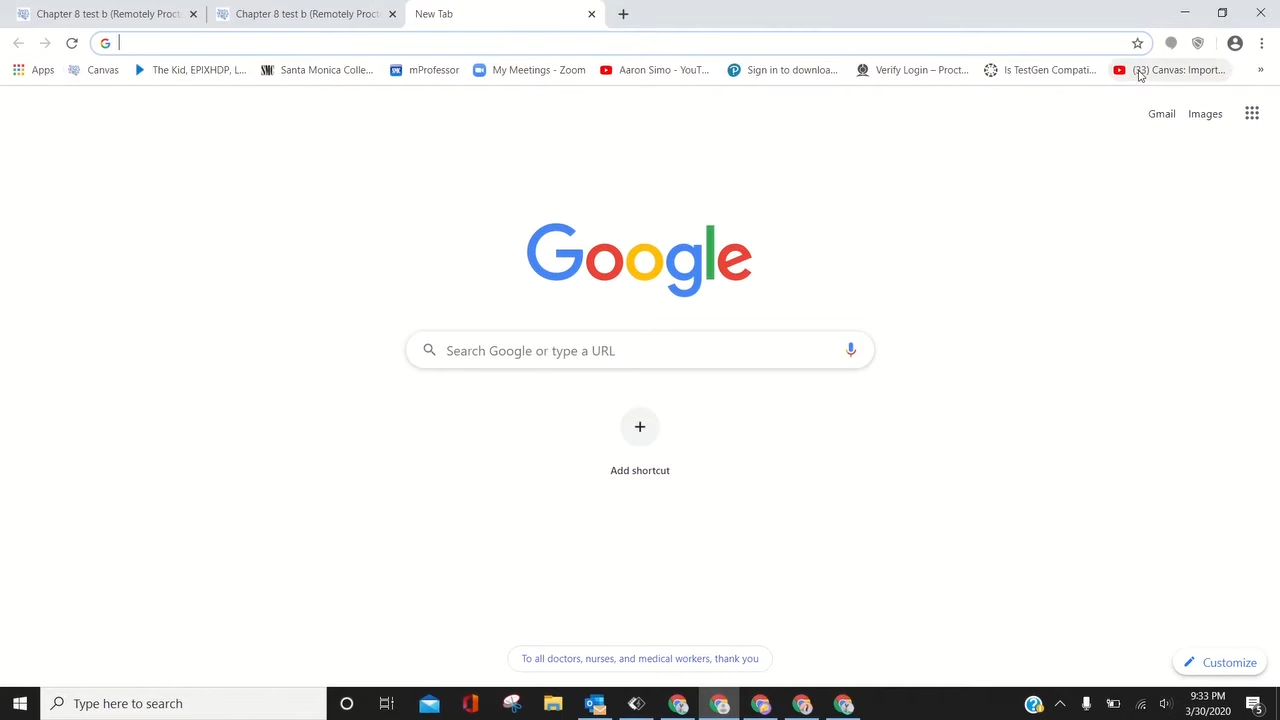 Chapter 8 test b (Remotely Proct
Chapter 8 test b (Remotely Proct
New Tab
Apps
Canvas
The Kid, EPIXHDP, L...
Santa Monica Colle...
mProfessor
My Meetings - Zoom
Aaron Simo - YouT...
Sign in to downloa...
Verify Login – Proct...
Is TestGen Compati...
(33) Canvas: Import...
»
Gmail
Images
Google
Search Google or type a URL
Add shortcut
To all doctors, nurses, and medical workers, thank you
Customize
Type here to search
9:33 PM
3/30/2020
5